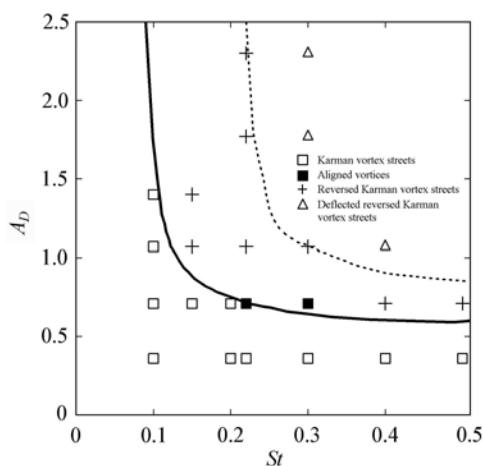 2.5
2.0
□ Karman vortex streets
■ Aligned vortices
+ Reversed Karman vortex streets
△ Deflected reversed Karman
vortex streets
1.5
A_D
1.0
0.5
0
0.1
0.2
0.3
0.4
0.5
St